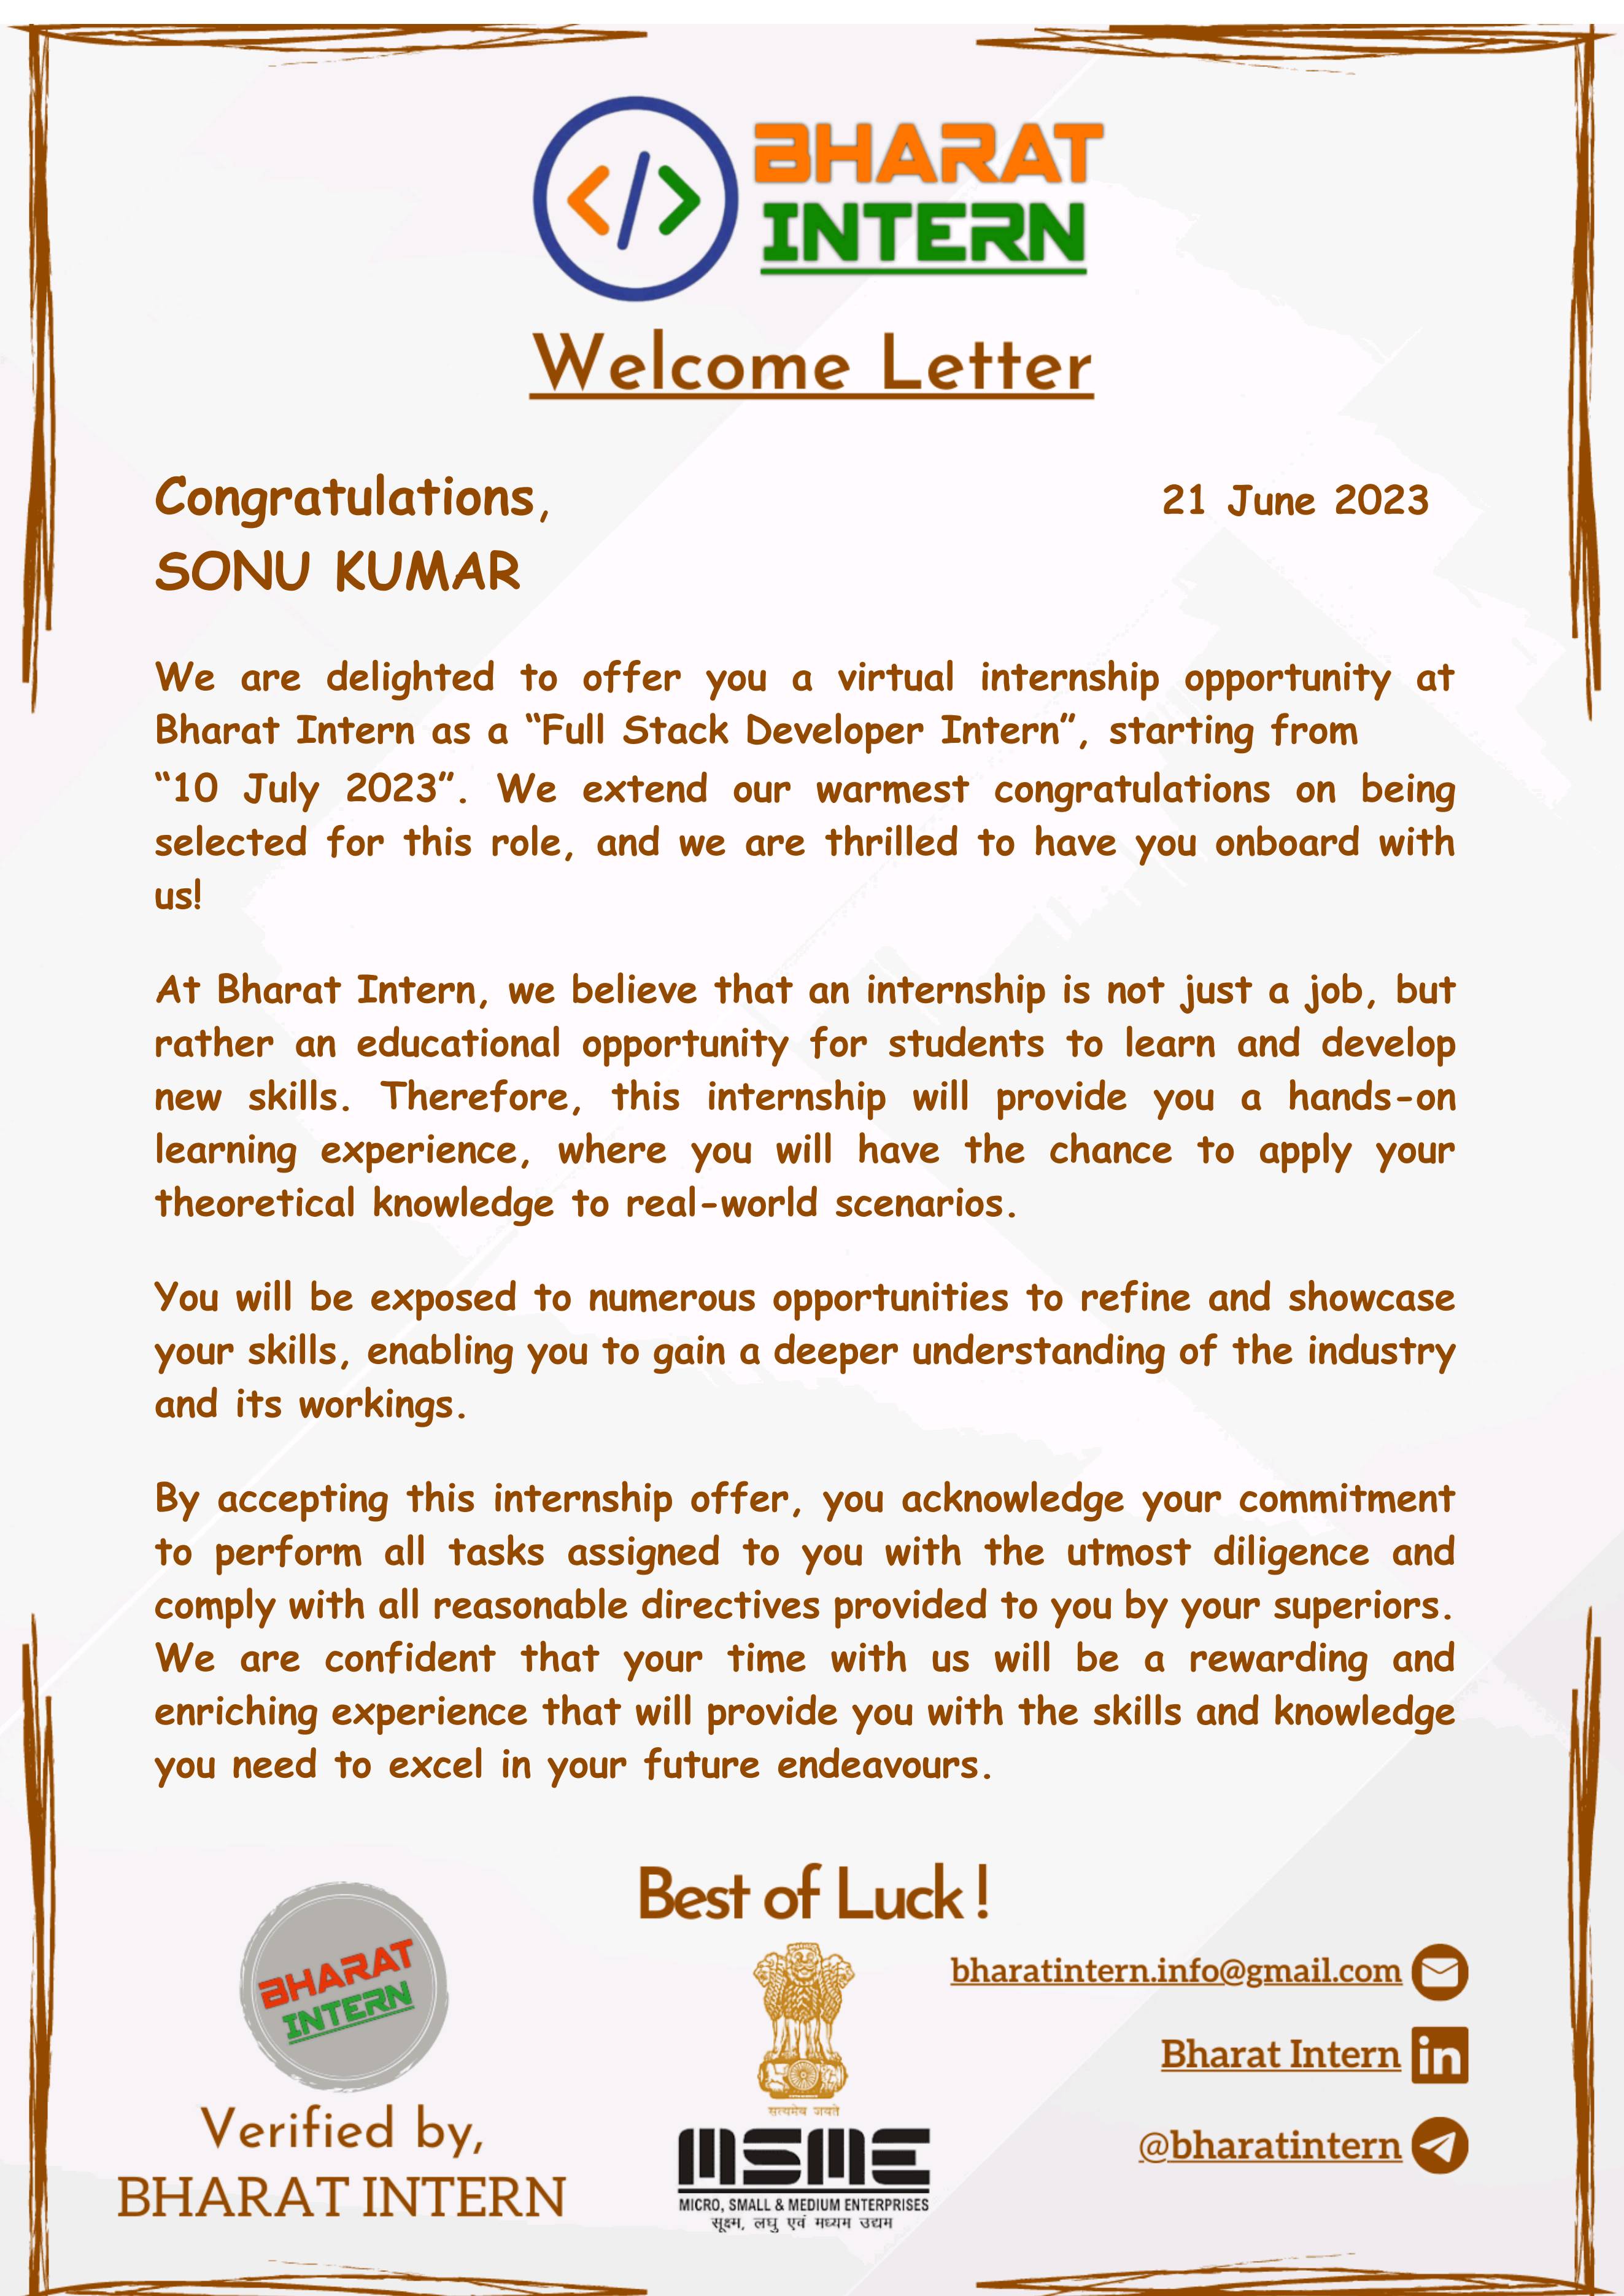 </>
BHARAT
INTERN
Welcome Letter
Congratulations,
21 June 2023
SONU KUMAR
We are delighted to offer you a virtual internship opportunity at
Bharat Intern as a “Full Stack Developer Intern”, starting from
“10 July 2023”. We extend our warmest congratulations on being
selected for this role, and we are thrilled to have you onboard with
us!
At Bharat Intern, we believe that an internship is not just a job, but
rather an educational opportunity for students to learn and develop
new skills. Therefore, this internship will provide you a hands-on
learning experience, where you will have the chance to apply your
theoretical knowledge to real-world scenarios.
You will be exposed to numerous opportunities to refine and showcase
your skills, enabling you to gain a deeper understanding of the industry
and its workings.
By accepting this internship offer, you acknowledge your commitment
to perform all tasks assigned to you with the utmost diligence and
comply with all reasonable directives provided to you by your superiors.
We are confident that your time with us will be a rewarding and
enriching experience that will provide you with the skills and knowledge
you need to excel in your future endeavours.
Best of Luck !
BHARAT
INTERN
Verified by,
BHARAT INTERN
सत्यमेव जयते
MSME
MICRO, SMALL & MEDIUM ENTERPRISES
सूक्ष्म, लघु एवं मध्यम उद्यम
bharatintern.info@gmail.com
Bharat Intern in
@bharatintern